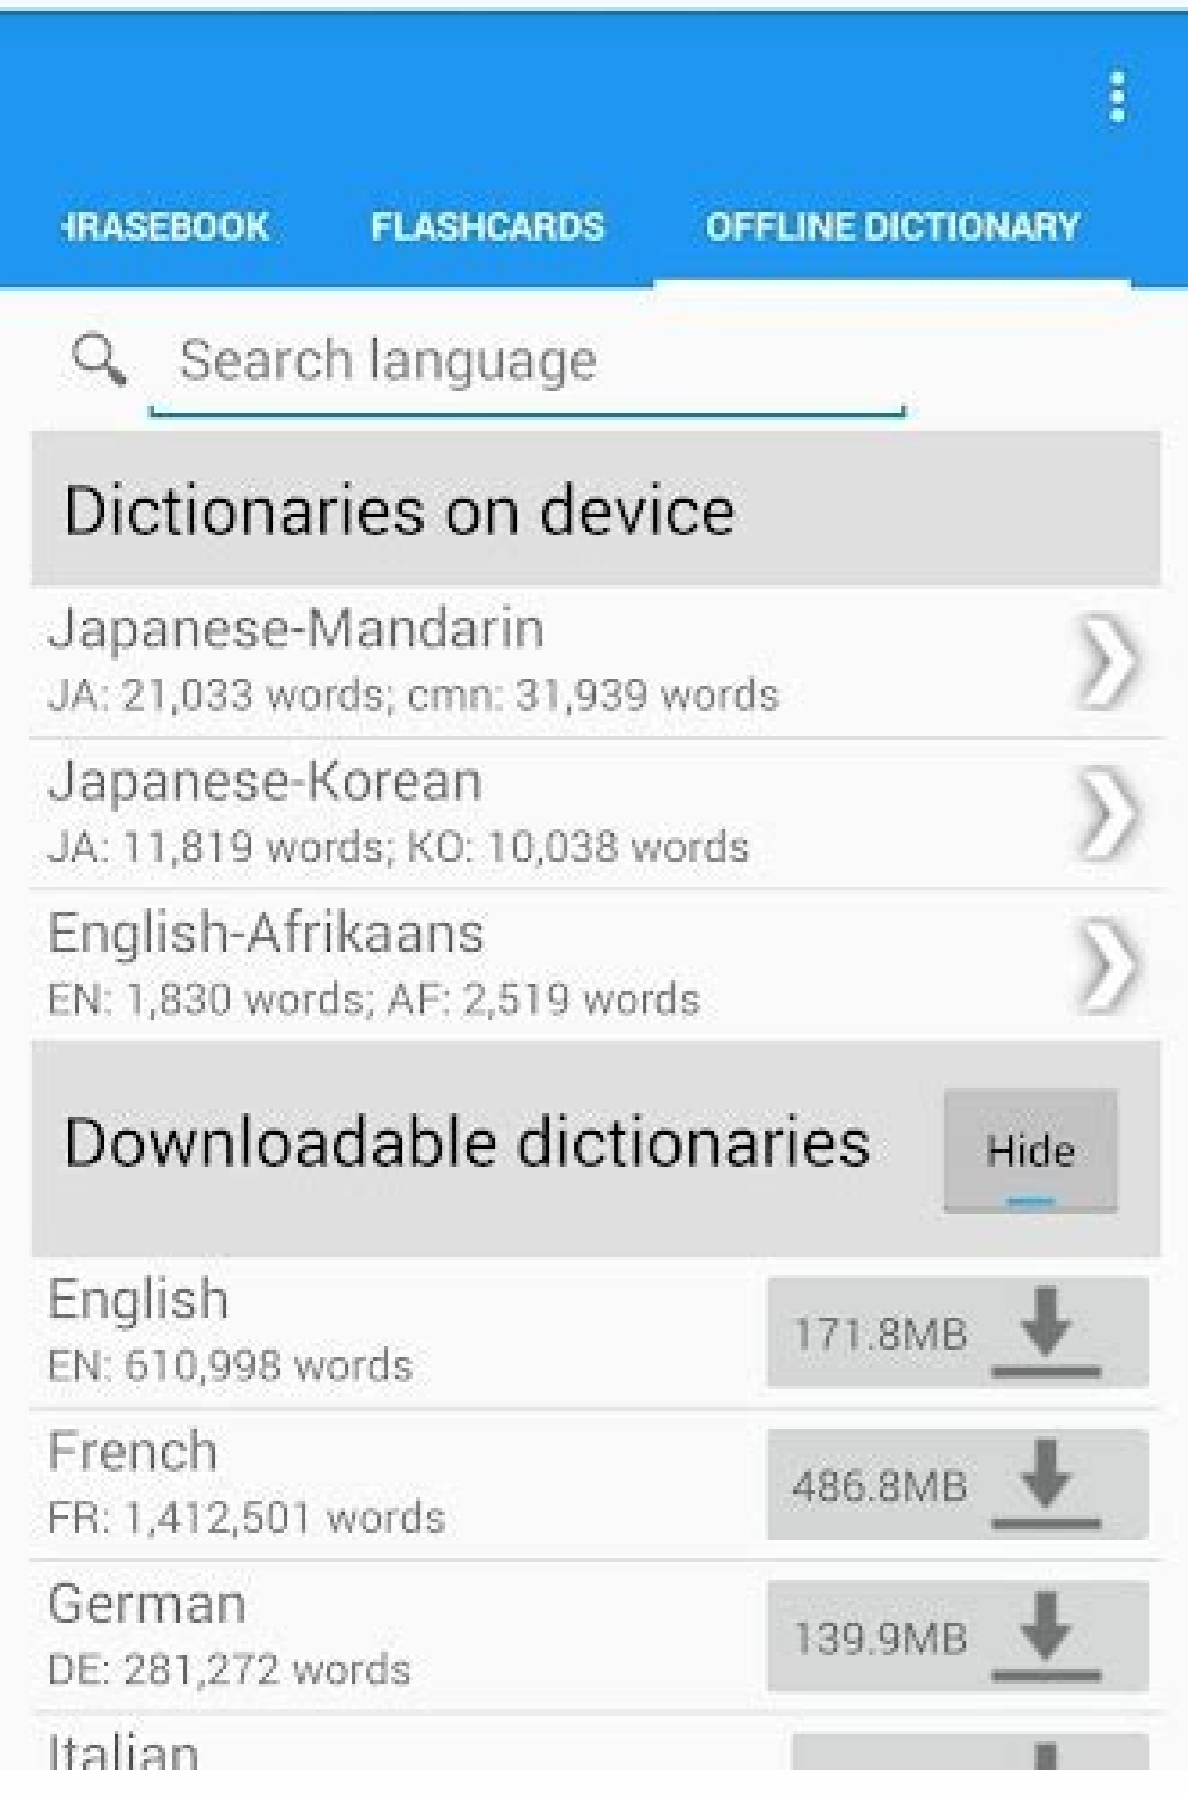 HRASEBOOK FLASHCARDS OFFLINE DICTIONARY
Search language
Dictionaries on device
Japanese-Mandarin
JA: 21,033 words; cmn: 31,939 words
Japanese-Korean
JA: 11,819 words; KO: 10,038 words
English-Afrikaans
EN: 1,830 words; AF: 2,519 words
Downloadable dictionaries Hide
English
EN: 610,998 words
171.8MB
French
FR: 1,412,501 words
486.8MB
German
DE: 281,272 words
139.9MB
Italian